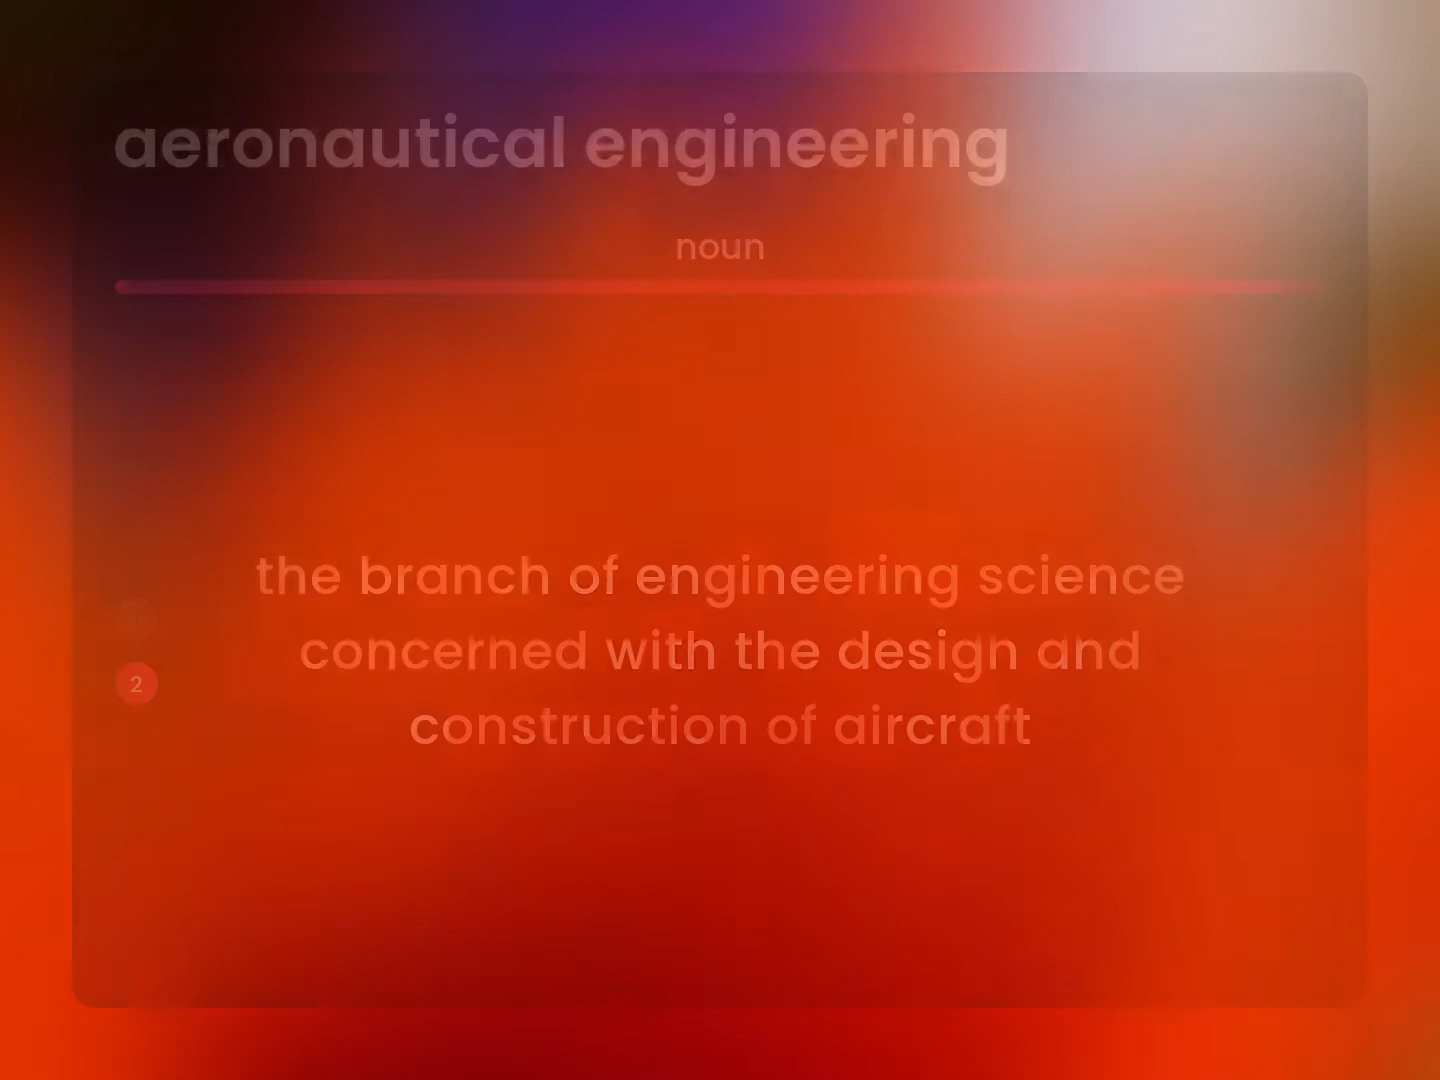 aeronautical engineering
noun
the branch of engineering science
concerned with the design and
2
construction of aircraft